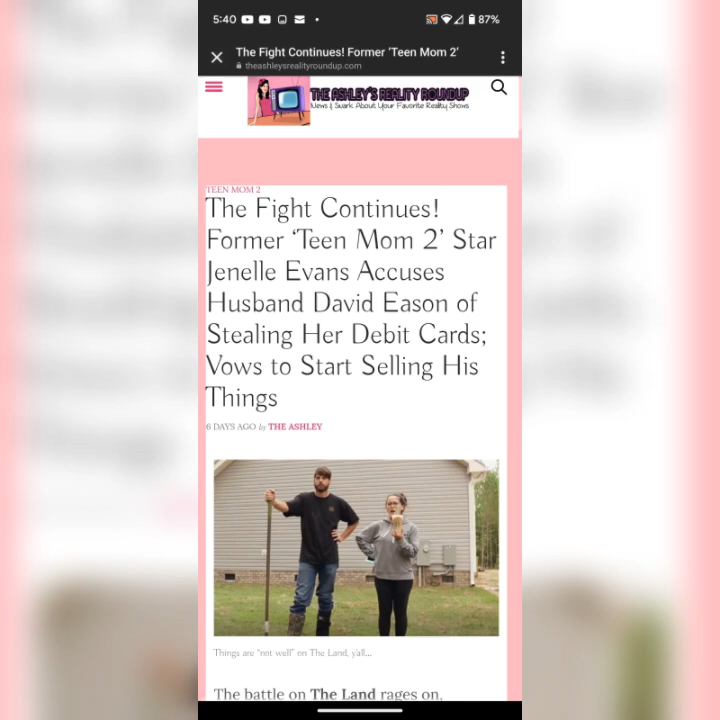 5:40
87%
The Fight Continues! Former ‘Teen Mom 2’
theashleysrealityroundup.com
THE ASHLEY'S REALITY ROUNDUP
News & Snark About Your Favorite Reality Shows
TEEN MOM 2
The Fight Continues!
Former ‘Teen Mom 2’ Star
Jenelle Evans Accuses
Husband David Eason of
Stealing Her Debit Cards;
Vows to Start Selling His
Things
6 DAYS AGO by THE ASHLEY
Things are “not well” on The Land, y’all…
The battle on The Land rages on,